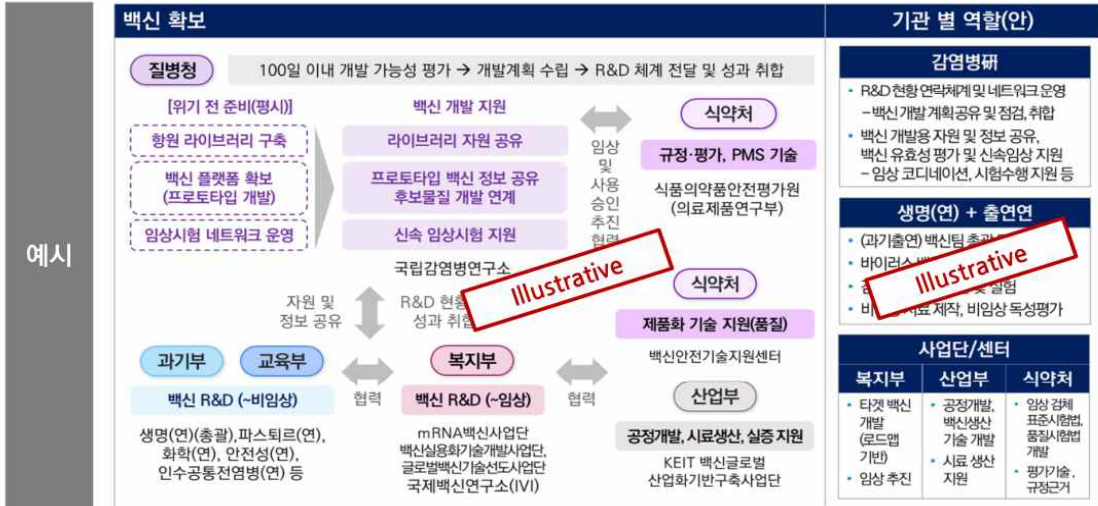 예시
백신 확보
질병청
100일 이내 개발 가능성 평가 → 개발계획 수립 → R&D 체계 전달 및 성과 취합
[위기 전 준비(평시)]
항원 라이브러리 구축
백신 플랫폼 확보
(프로토타입 개발)
임상시험 네트워크 운영
백신 개발 지원
라이브러리 자원 공유
프로토타입 백신 정보 공유
후보물질 개발 연계
신속 임상시험 지원
국립감염병연구소
임상
및
사용
승인
추진
협력
식약처
규정·평가, PMS 기술
식품의약품안전평가원
(의료제품연구부)
Illustrative
자원 및
정보 공유
R&D 현황
성과 취합
식약처
제품화 기술 지원(품질)
백신안전기술지원센터
과기부
교육부
백신 R&D (~비임상)
생명(연)(총괄),파스퇴르(연),
화학(연), 안전성(연),
인수공통전염병(연) 등
협력
복지부
백신 R&D (~임상)
mRNA백신사업단
백신실용화기술개발사업단,
글로벌백신기술선도사업단
국제백신연구소(IVI)
협력
산업부
공정개발, 시료생산, 실증 지원
KEIT 백신글로벌
산업화기반구축사업단
기관 별 역할(안)
감염병硏
• R&D 현황 연락체계 및 네트워크 운영
– 백신 개발 계획 공유 및 점검, 취합
• 백신 개발용 자원 및 정보 공유,
백신 유효성 평가 및 신속임상 지원
– 임상 코디네이션, 시험수행 지원 등
생명(연) + 출연연
• (과기출연) 백신팀 총괄
• 바이러스
Illustrative
및 실험
제작, 비임상 독성평가
사업단/센터
복지부
• 타겟 백신
개발
(로드맵
기반)
• 임상 추진
산업부
• 공정개발,
백신생산
기술 개발
• 시료 생산
지원
식약처
• 임상 검체
표준시험법,
품질시험법
개발
• 평가기술,
규정근거